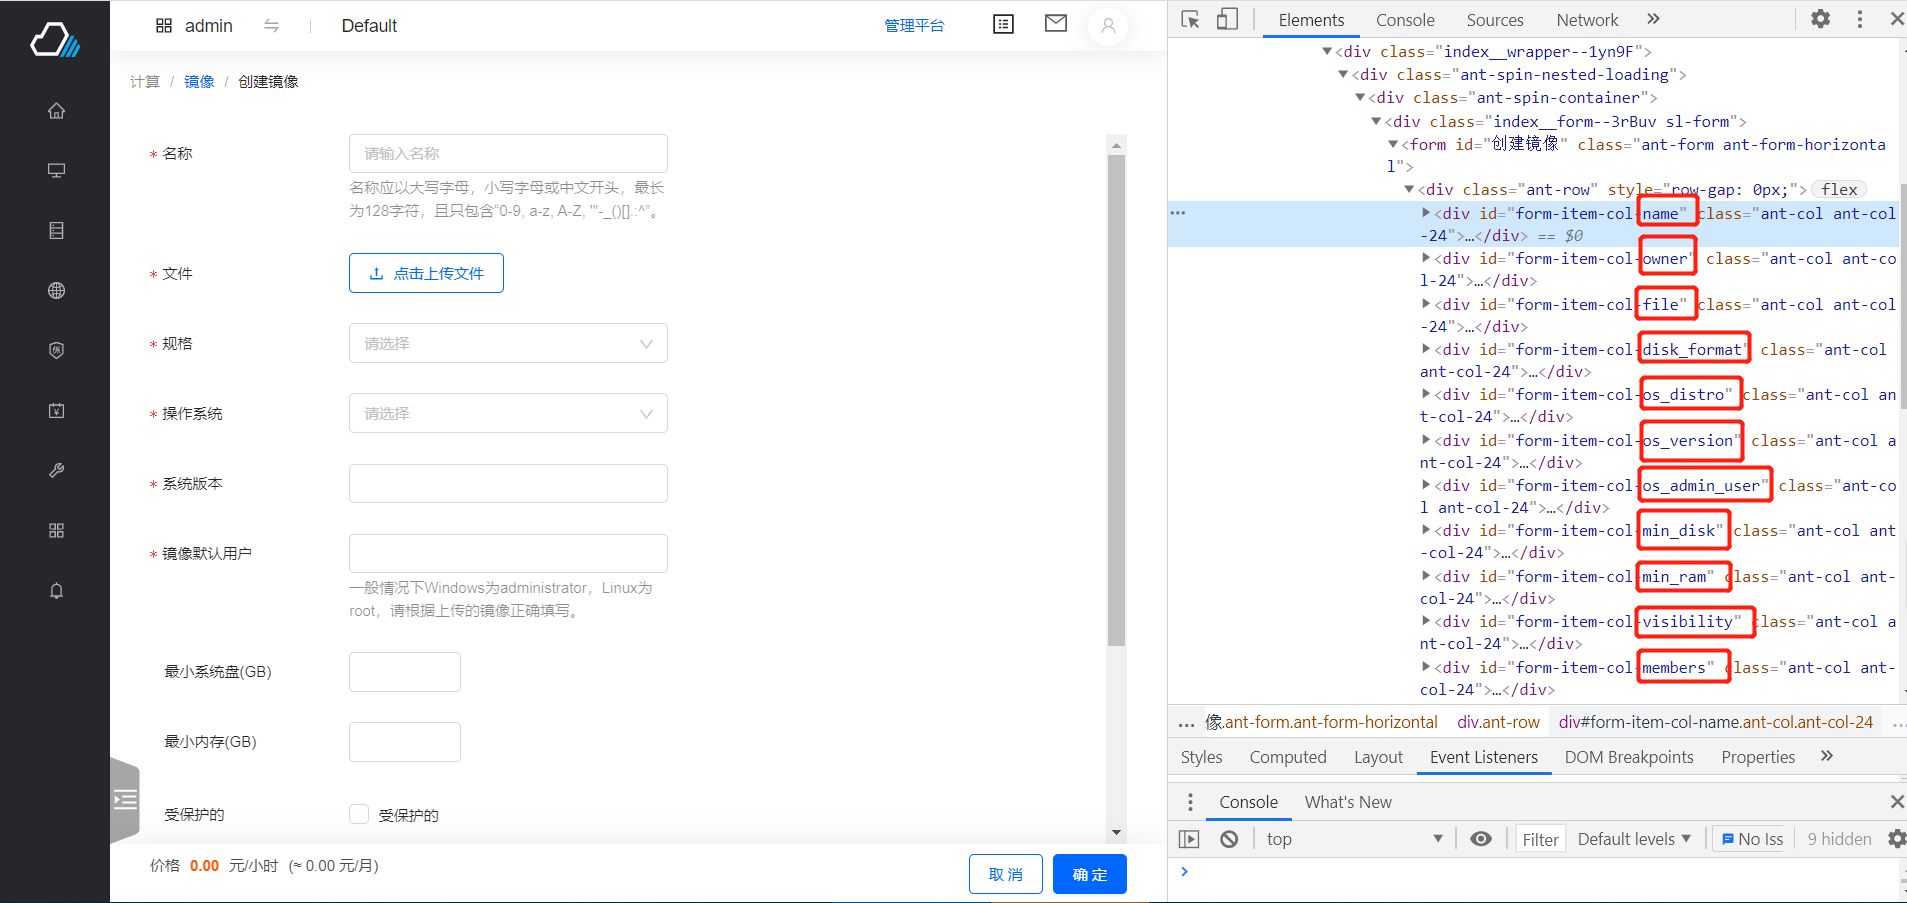 admin
Default
管理平台
计算 / 镜像 / 创建镜像
* 名称
请输入名称
名称应以大写字母，小写字母或中文开头，最长
为128字符，且只包含“0-9, a-z, A-Z, "'-_()[].:^”。
* 文件
点击上传文件
* 规格
请选择
* 操作系统
请选择
* 系统版本
* 镜像默认用户
一般情况下Windows为administrator，Linux为
root，请根据上传的镜像正确填写。
最小系统盘(GB)
最小内存(GB)
受保护的
受保护的
价格 0.00 元/小时 (≈ 0.00 元/月)
取 消
确 定
Elements Console Sources Network »
▼<div class="index__wrapper--1yn9F">
▼<div class="ant-spin-nested-loading">
▼<div class="ant-spin-container">
▼<div class="index__form--3rBuv sl-form">
▼<form id="创建镜像" class="ant-form ant-form-horizonta
l">
▼<div class="ant-row" style="row-gap: 0px;"> flex
▶<div id="form-item-col-name" class="ant-col ant-col
-24">…</div> == $0
▶<div id="form-item-col-owner" class="ant-col ant-co
l-24">…</div>
▶<div id="form-item-col-file" class="ant-col ant-col
-24">…</div>
▶<div id="form-item-col-disk_format" class="ant-col
ant-col-24">…</div>
▶<div id="form-item-col-os_distro" class="ant-col an
t-col-24">…</div>
▶<div id="form-item-col-os_version" class="ant-col a
nt-col-24">…</div>
▶<div id="form-item-col-os_admin_user" class="ant-co
l ant-col-24">…</div>
▶<div id="form-item-col-min_disk" class="ant-col ant
-col-24">…</div>
▶<div id="form-item-col-min_ram" class="ant-col ant-
col-24">…</div>
▶<div id="form-item-col-visibility" class="ant-col a
nt-col-24">…</div>
▶<div id="form-item-col-members" class="ant-col ant-
col-24">…</div>
... 像.ant-form.ant-form-horizontal div.ant-row div#form-item-col-name.ant-col.ant-col-24 ...
Styles Computed Layout Event Listeners DOM Breakpoints Properties »
Console What's New
top Filter Default levels ▼ No Iss 9 hidden